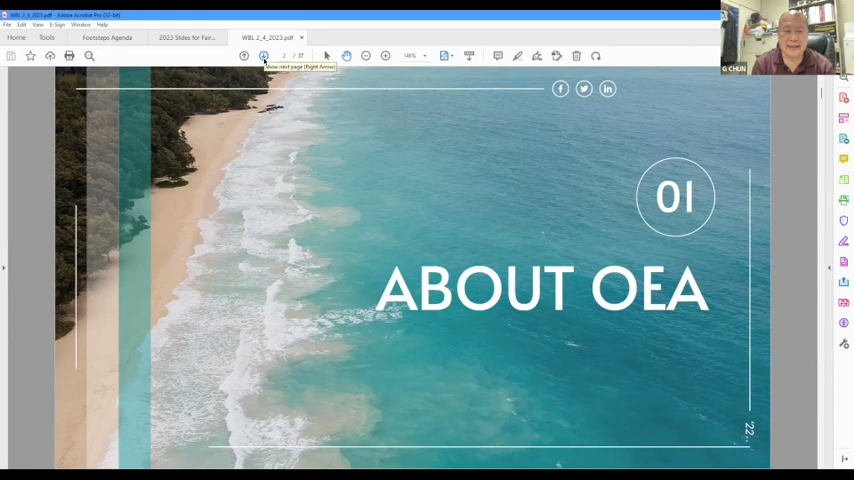 WBL 2_4_2023.pdf - Adobe Acrobat Pro (32-bit)
File Edit View E-Sign Window Help
Home Tools Footsteps Agenda 2023 Slides for Fair... WBL 2_4_2023.pdf ×
2 / 37 146%
Show next page (Right Arrow)
G CHUN
01
ABOUT OEA